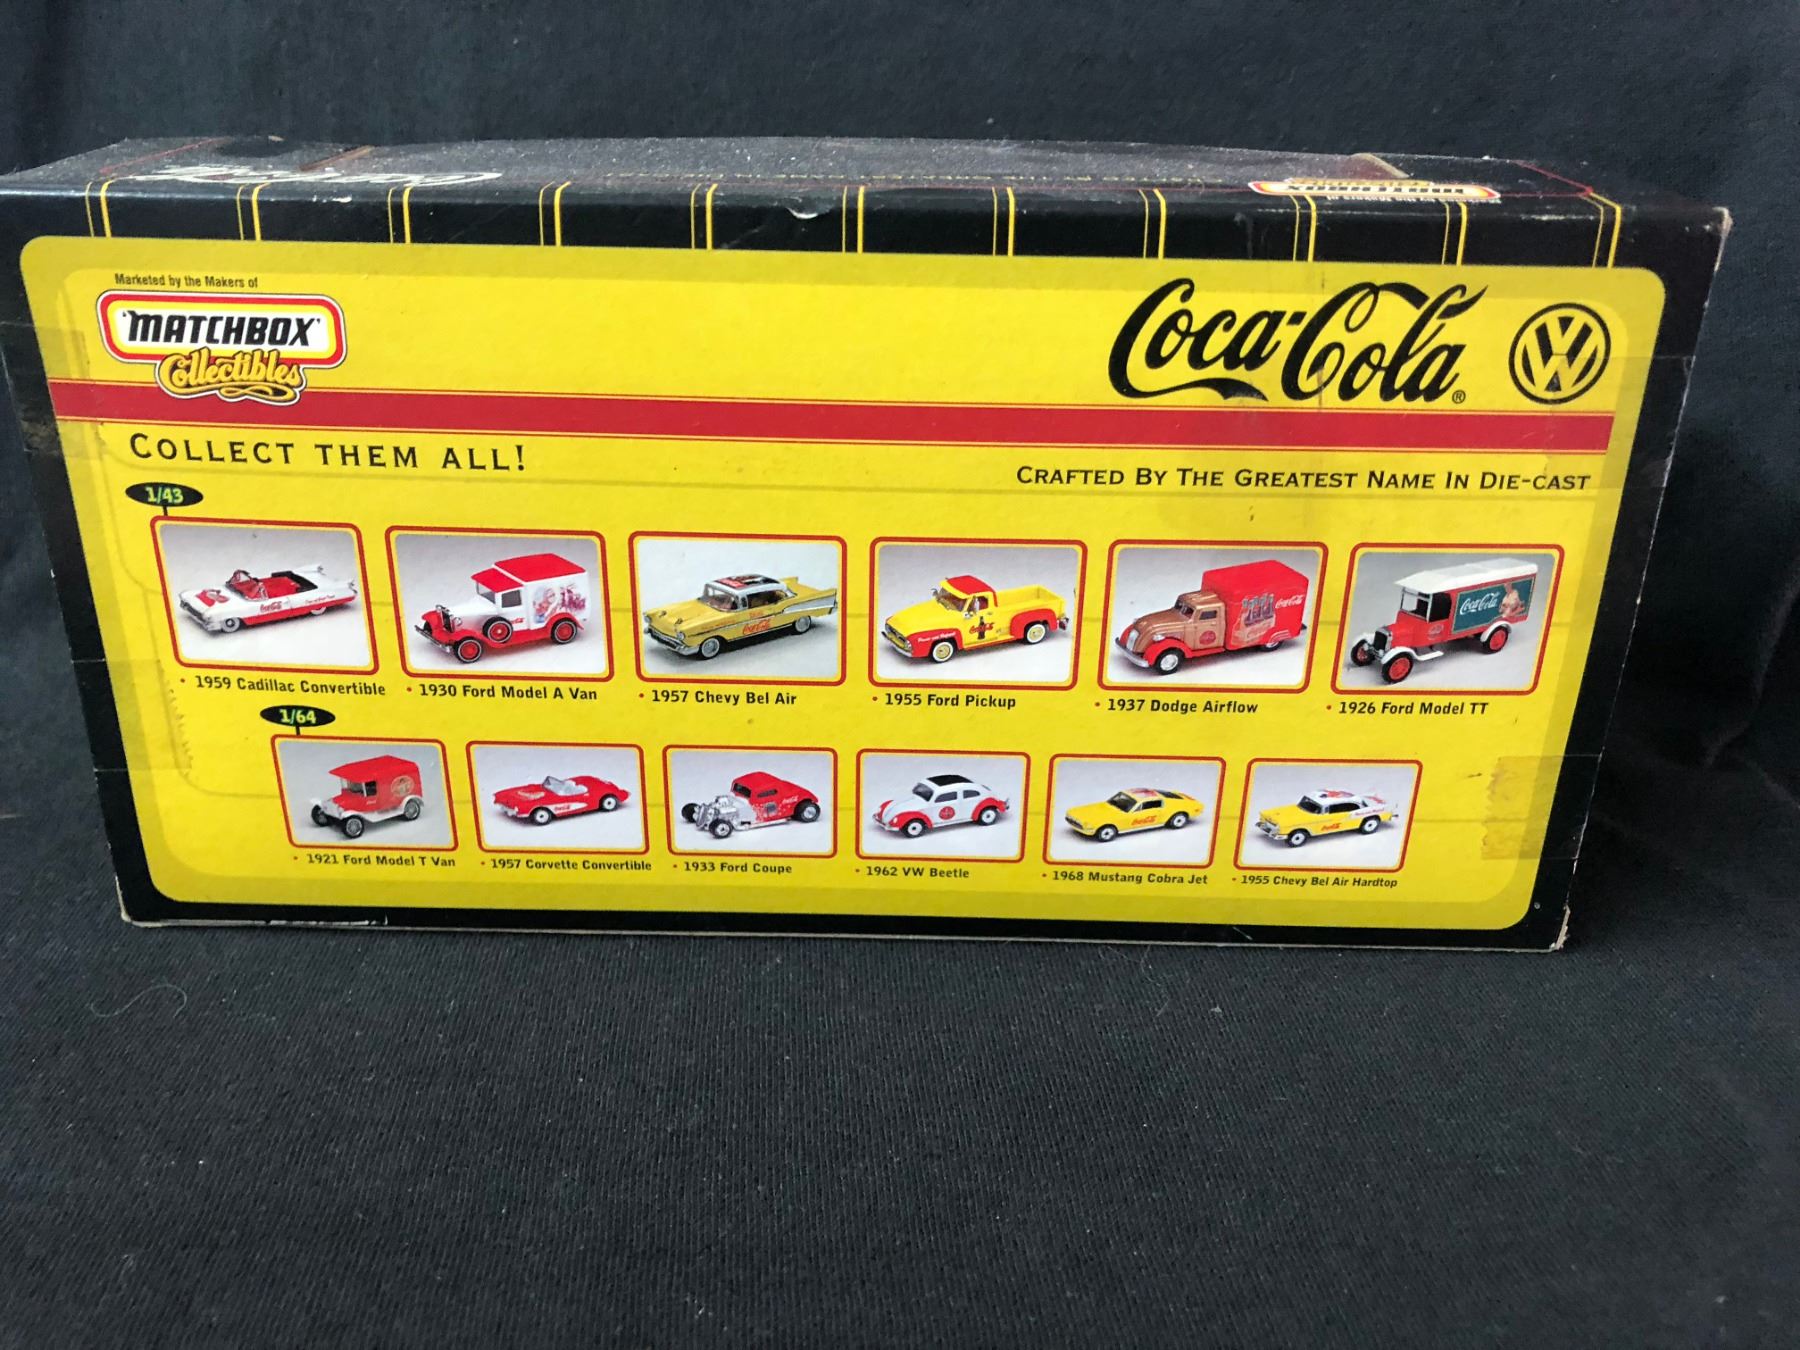 Marketed by the Makers of
MATCHBOX
Collectibles
Coca-Cola®
VW
COLLECT THEM ALL!
CRAFTED BY THE GREATEST NAME IN DIE-CAST
1/43
• 1959 Cadillac Convertible
• 1930 Ford Model A Van
• 1957 Chevy Bel Air
• 1955 Ford Pickup
• 1937 Dodge Airflow
• 1926 Ford Model TT
1/64
• 1921 Ford Model T Van
• 1957 Corvette Convertible
• 1933 Ford Coupe
• 1962 VW Beetle
• 1968 Mustang Cobra Jet
• 1955 Chevy Bel Air Hardtop